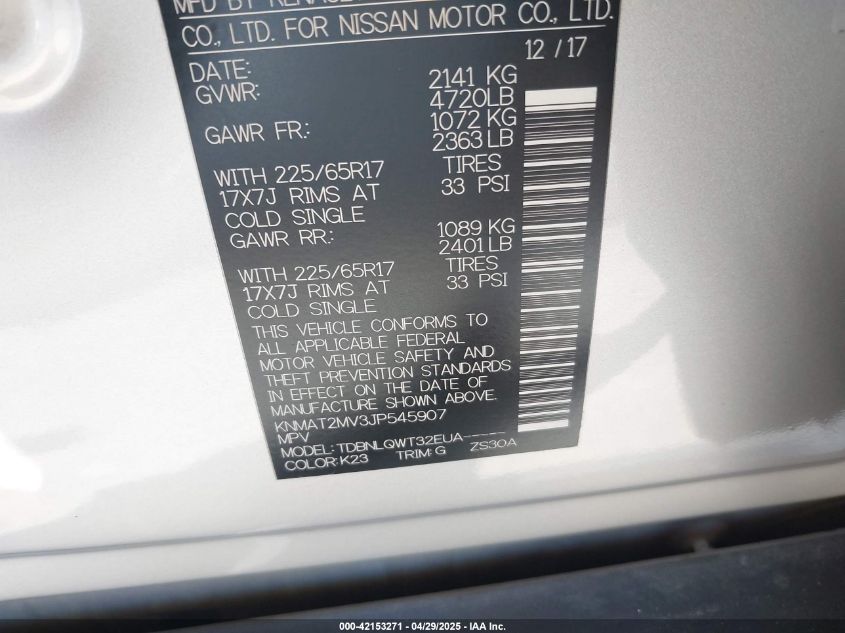 MFD BY RENAULT
CO., LTD. FOR NISSAN MOTOR CO., LTD.
DATE: 12 / 17
GVWR: 2141 KG
4720LB
GAWR FR.: 1072 KG
2363 LB
WITH 225/65R17 TIRES
17X7J RIMS AT 33 PSI
COLD SINGLE
GAWR RR.: 1089 KG
2401 LB
WITH 225/65R17 TIRES
17X7J RIMS AT 33 PSI
COLD SINGLE
THIS VEHICLE CONFORMS TO
ALL APPLICABLE FEDERAL
MOTOR VEHICLE SAFETY AND
THEFT PREVENTION STANDARDS
IN EFFECT ON THE DATE OF
MANUFACTURE SHOWN ABOVE.
KNMAT2MV3JP545907
MPV
MODEL: TDBNLQWT32EUA-----
COLOR: K23 TRIM: G ZS30A
000-42153271 | 04/29/2025 - IAA Inc.